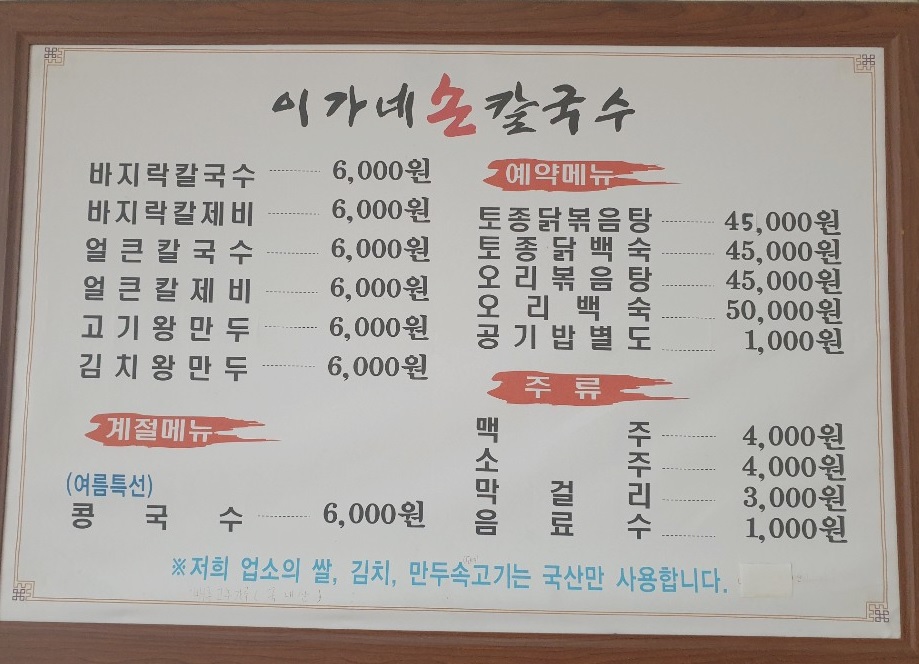 이가네손칼국수
바지락칼국수 6,000원
바지락칼제비 6,000원
얼큰칼국수 6,000원
얼큰칼제비 6,000원
고기왕만두 6,000원
김치왕만두 6,000원
계절메뉴
(여름특선)
콩국수 6,000원
예약메뉴
토종닭볶음탕 45,000원
토종닭백숙 45,000원
오리볶음탕 45,000원
오리백숙 50,000원
공기밥별도 1,000원
주류
맥주 4,000원
소주 4,000원
막걸리 3,000원
음료수 1,000원
※저희 업소의 쌀, 김치, 만두속고기는 국산만 사용합니다.